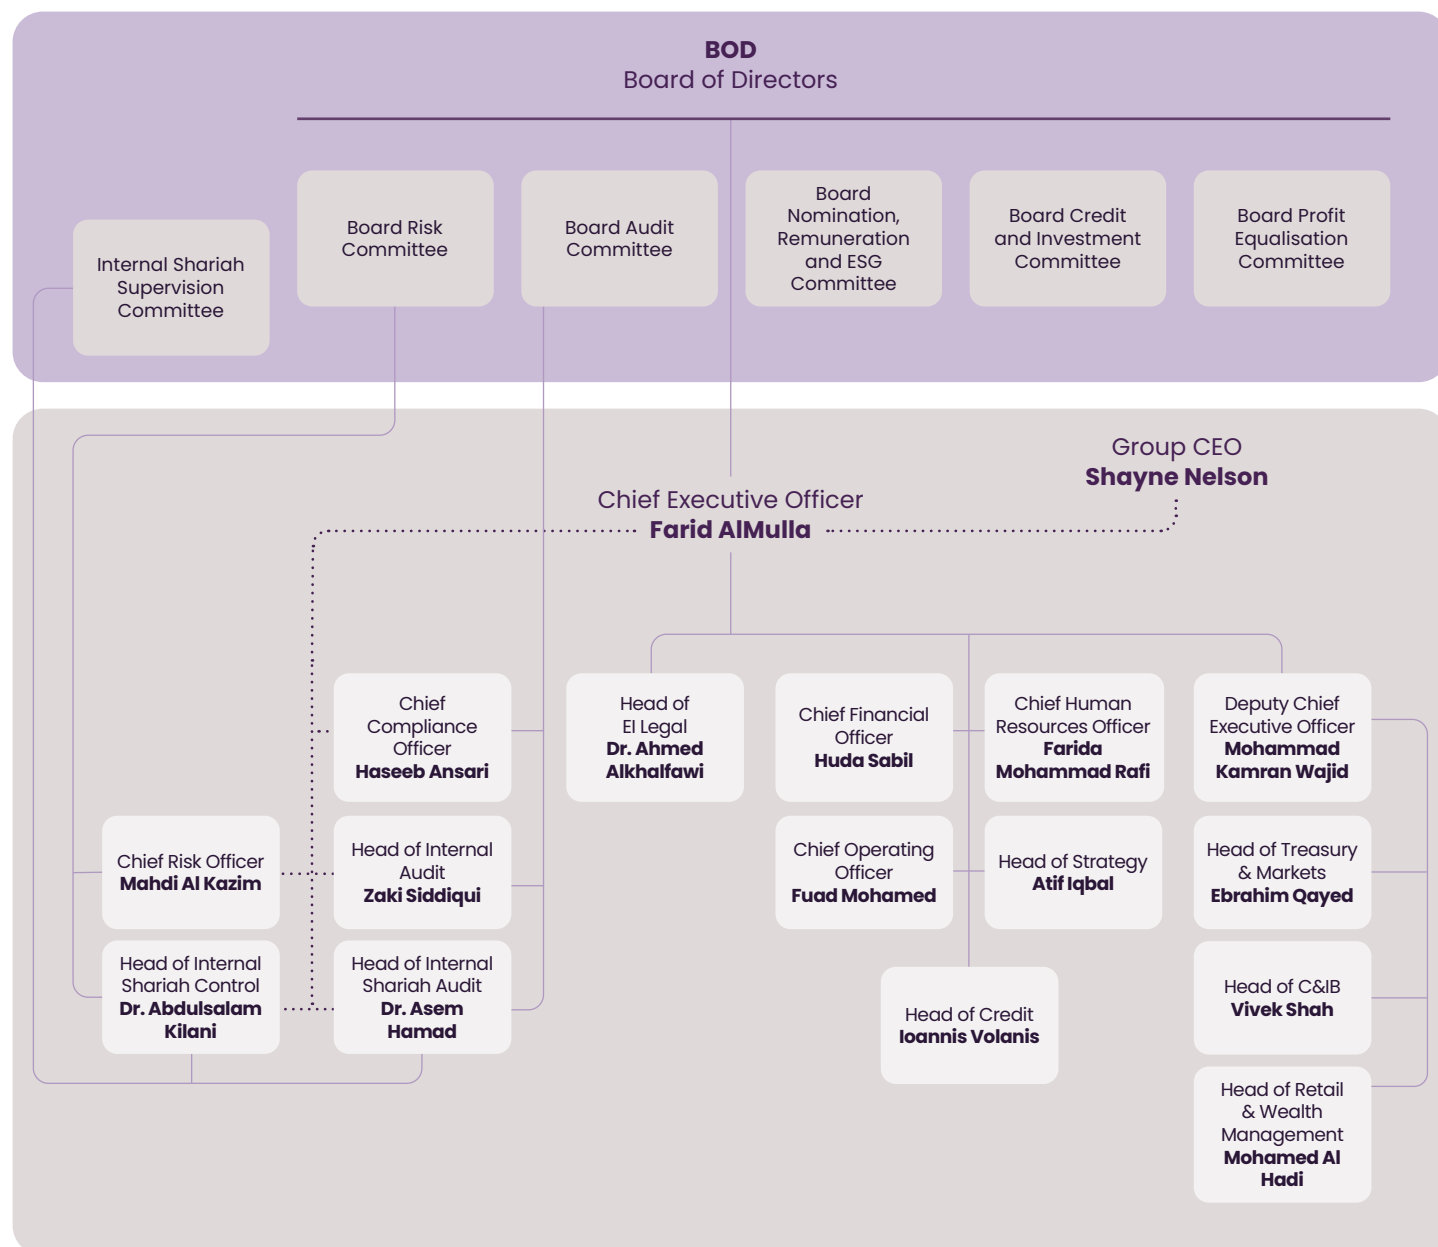 BOD
Board of Directors
Internal Shariah
Supervision
Committee
Board Risk
Committee
Board Audit
Committee
Board
Nomination,
Remuneration
and ESG
Committee
Board Credit
and Investment
Committee
Board Profit
Equalisation
Committee
Group CEO
Shayne Nelson
Chief Executive Officer
Farid AlMulla
Chief
Compliance
Officer
Haseeb Ansari
Head of
EI Legal
Dr. Ahmed
Alkhalfawi
Chief Financial
Officer
Huda Sabil
Chief Human
Resources Officer
Farida
Mohammad Rafi
Deputy Chief
Executive Officer
Mohammad
Kamran Wajid
Chief Risk Officer
Mahdi Al Kazim
Head of Internal
Audit
Zaki Siddiqui
Chief Operating
Officer
Fuad Mohamed
Head of Strategy
Atif Iqbal
Head of Treasury
& Markets
Ebrahim Qayed
Head of Internal
Shariah Control
Dr. Abdulsalam
Kilani
Head of Internal
Shariah Audit
Dr. Asem
Hamad
Head of Credit
Ioannis Volanis
Head of C&IB
Vivek Shah
Head of Retail
& Wealth
Management
Mohamed Al
Hadi